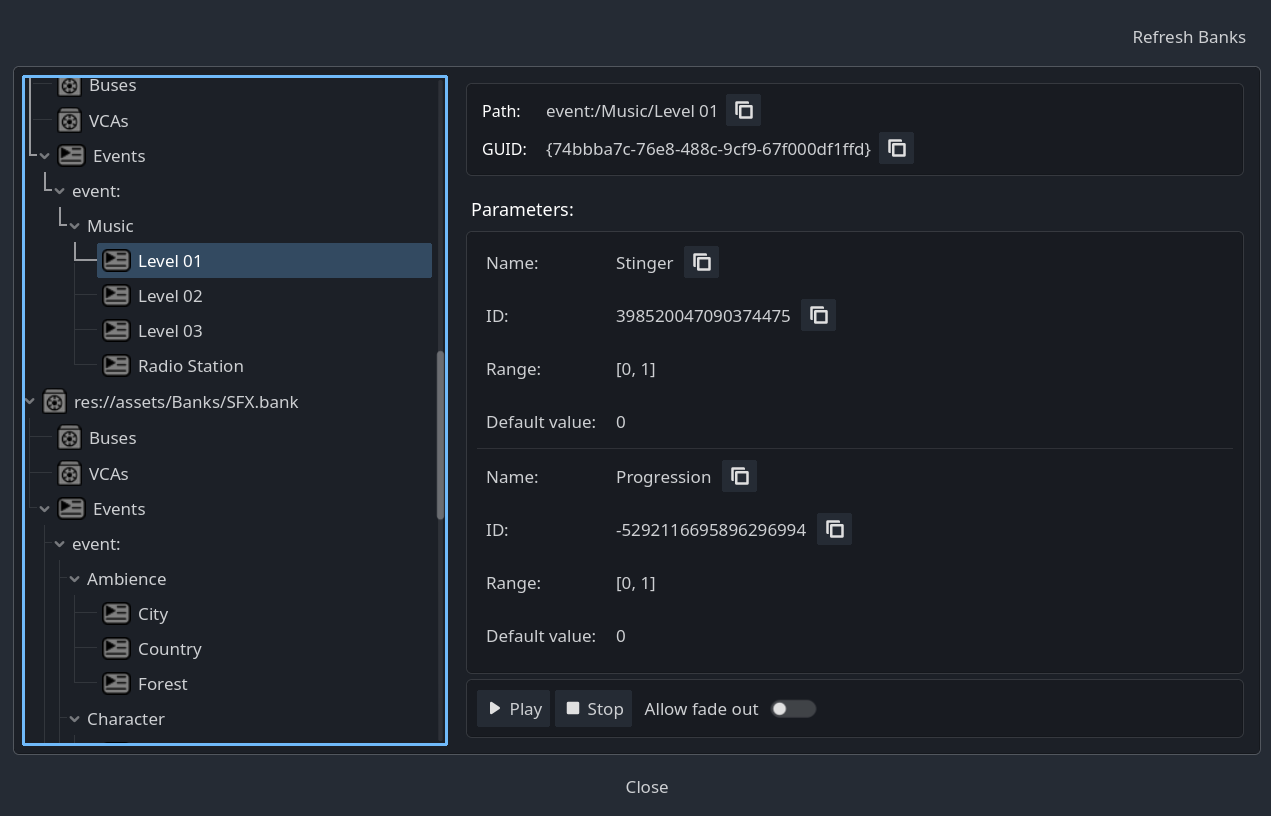 Refresh Banks
Buses
VCAs
Events
event:
Music
Level 01
Level 02
Level 03
Radio Station
res://assets/Banks/SFX.bank
Buses
VCAs
Events
event:
Ambience
City
Country
Forest
Character
Path: event:/Music/Level 01
GUID: {74bbba7c-76e8-488c-9cf9-67f000df1ffd}
Parameters:
Name: Stinger
ID: 398520047090374475
Range: [0, 1]
Default value: 0
Name: Progression
ID: -5292116695896296994
Range: [0, 1]
Default value: 0
Play Stop Allow fade out
Close